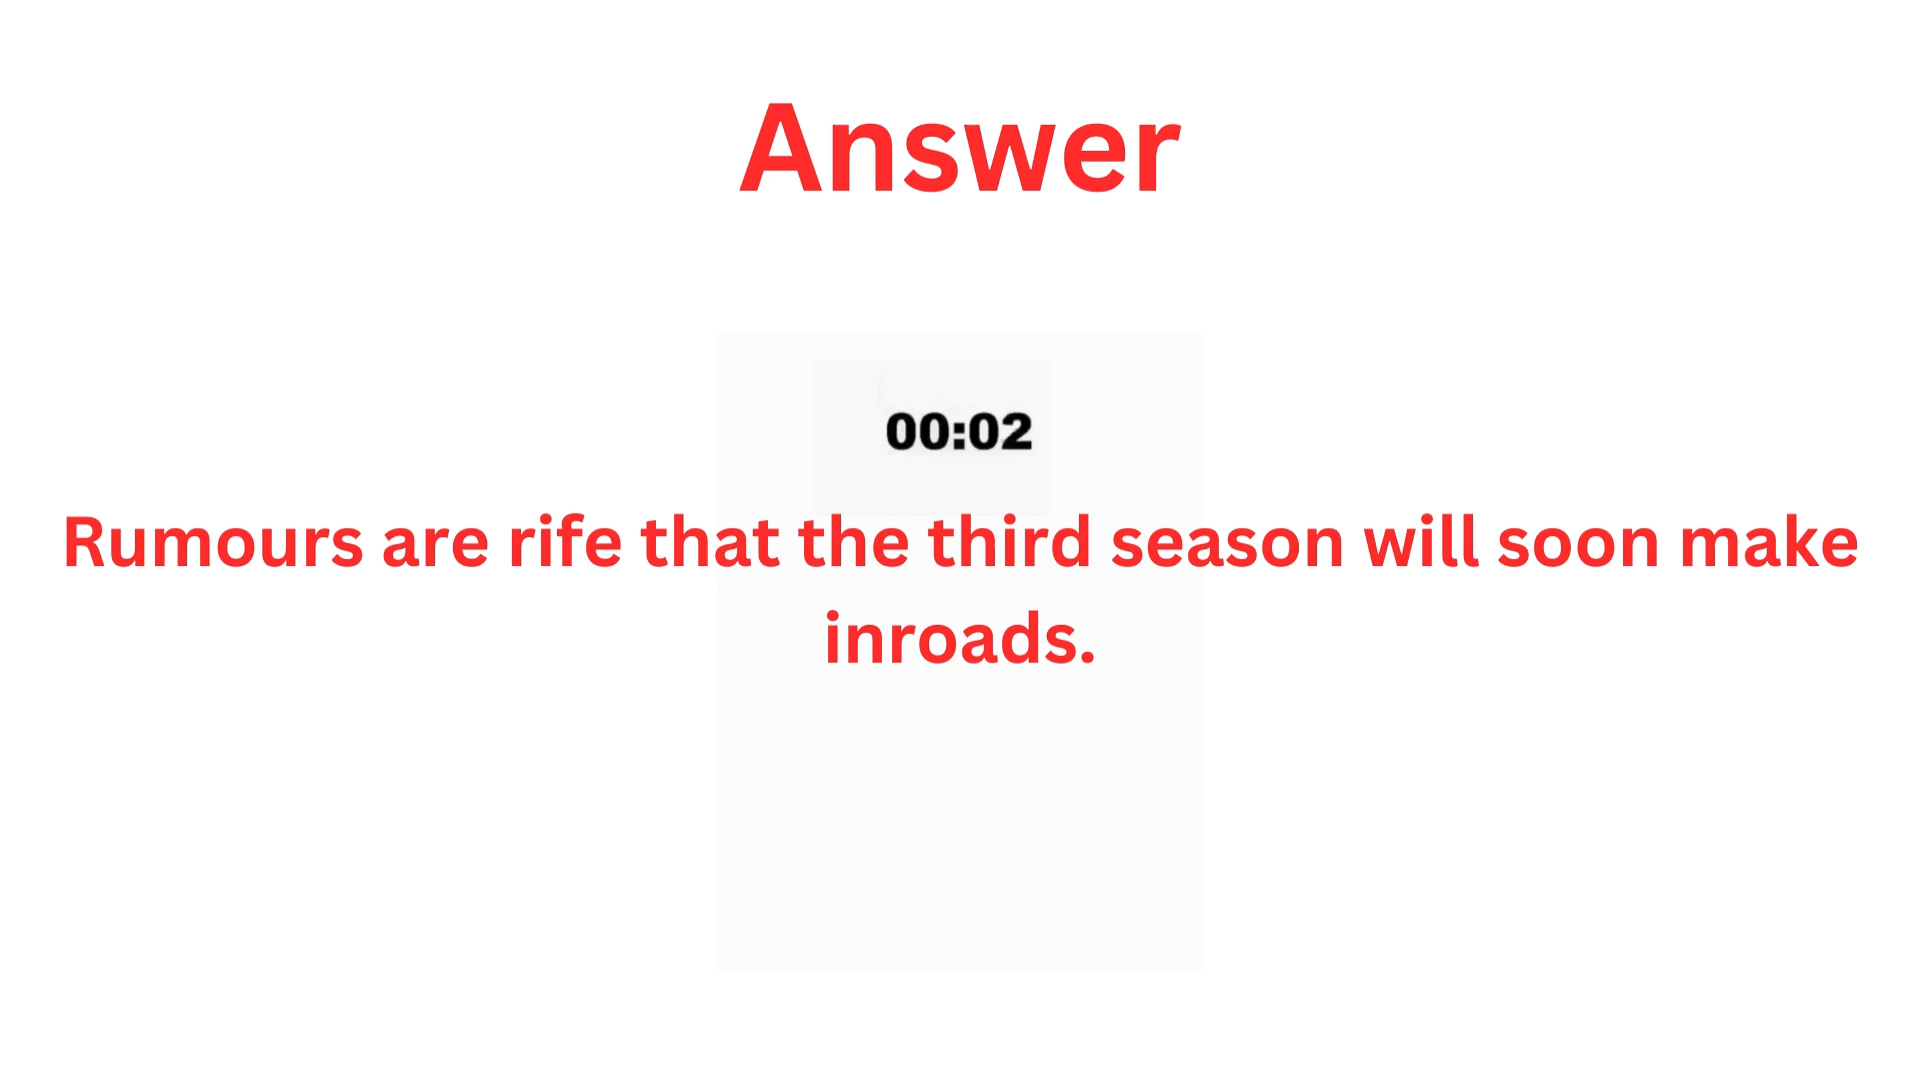 Answer
00:02
Rumours are rife that the third season will soon make
inroads.